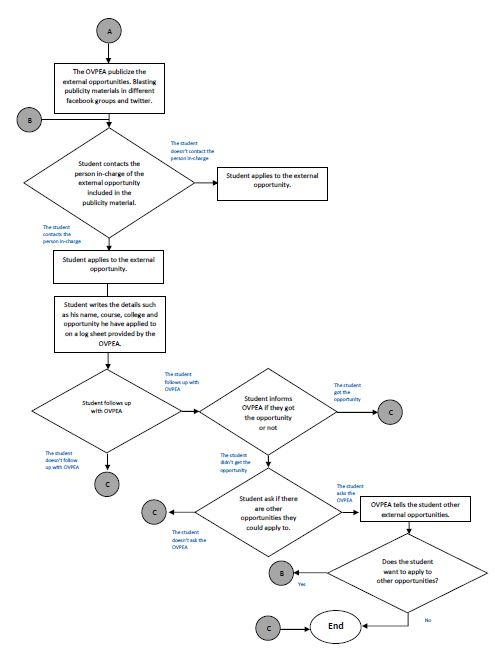 A
The OVPEA publicize the
external opportunities. Blasting
publicity materials in different
facebook groups and twitter.
B
The student
doesn't contact the
person in-charge
Student contacts the
person in-charge of the
external opportunity
included in the
publicity material.
Student applies to the external
opportunity.
The student
contacts the
person in-charge
Student applies to the external
opportunity.
Student writes the details such
as his name, course, college and
opportunity he have applied to
on a log sheet provided by the
OVPEA.
The student
follows up with
OVPEA
The student
got the
opportunity
Student follows up
with OVPEA
Student informs
OVPEA if they got
the opportunity
or not
C
The student
doesn't follow
up with OVPEA
The student
didn't get the
opportunity
C
The student
asks the
OVPEA
Student ask if there
are other
opportunities they
could apply to.
OVPEA tells the student other
external opportunities.
C
The student
doesn't ask the
OVPEA
Does the student
want to apply to
other opportunities?
B
Yes
No
C
End